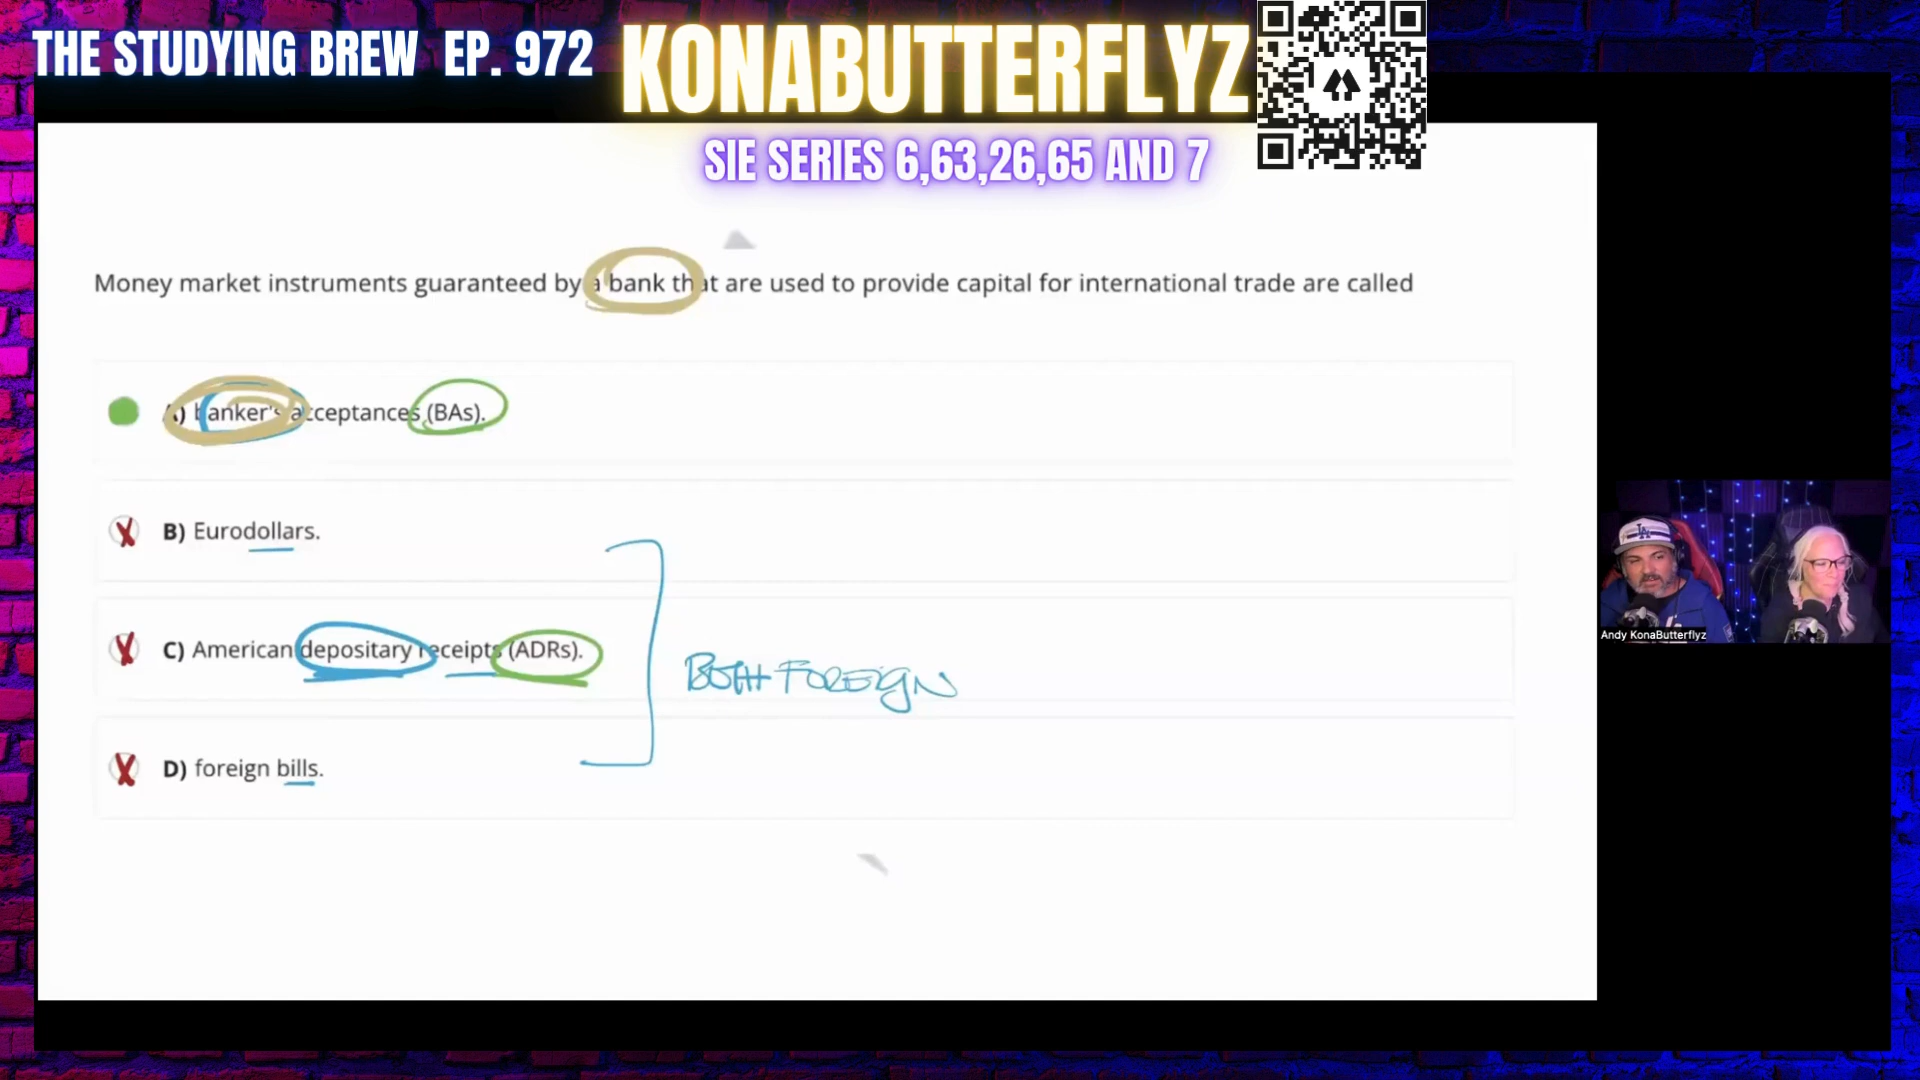 THE STUDYING BREW EP. 972
KONABUTTERFLYZ
SIE SERIES 6,63,26,65 AND 7
Money market instruments guaranteed by a bank that are used to provide capital for international trade are called
A) banker's acceptances (BAs).
B) Eurodollars.
C) American depositary receipts (ADRs).
BOTH FOREIGN
D) foreign bills.
Andy KonaButterflyz